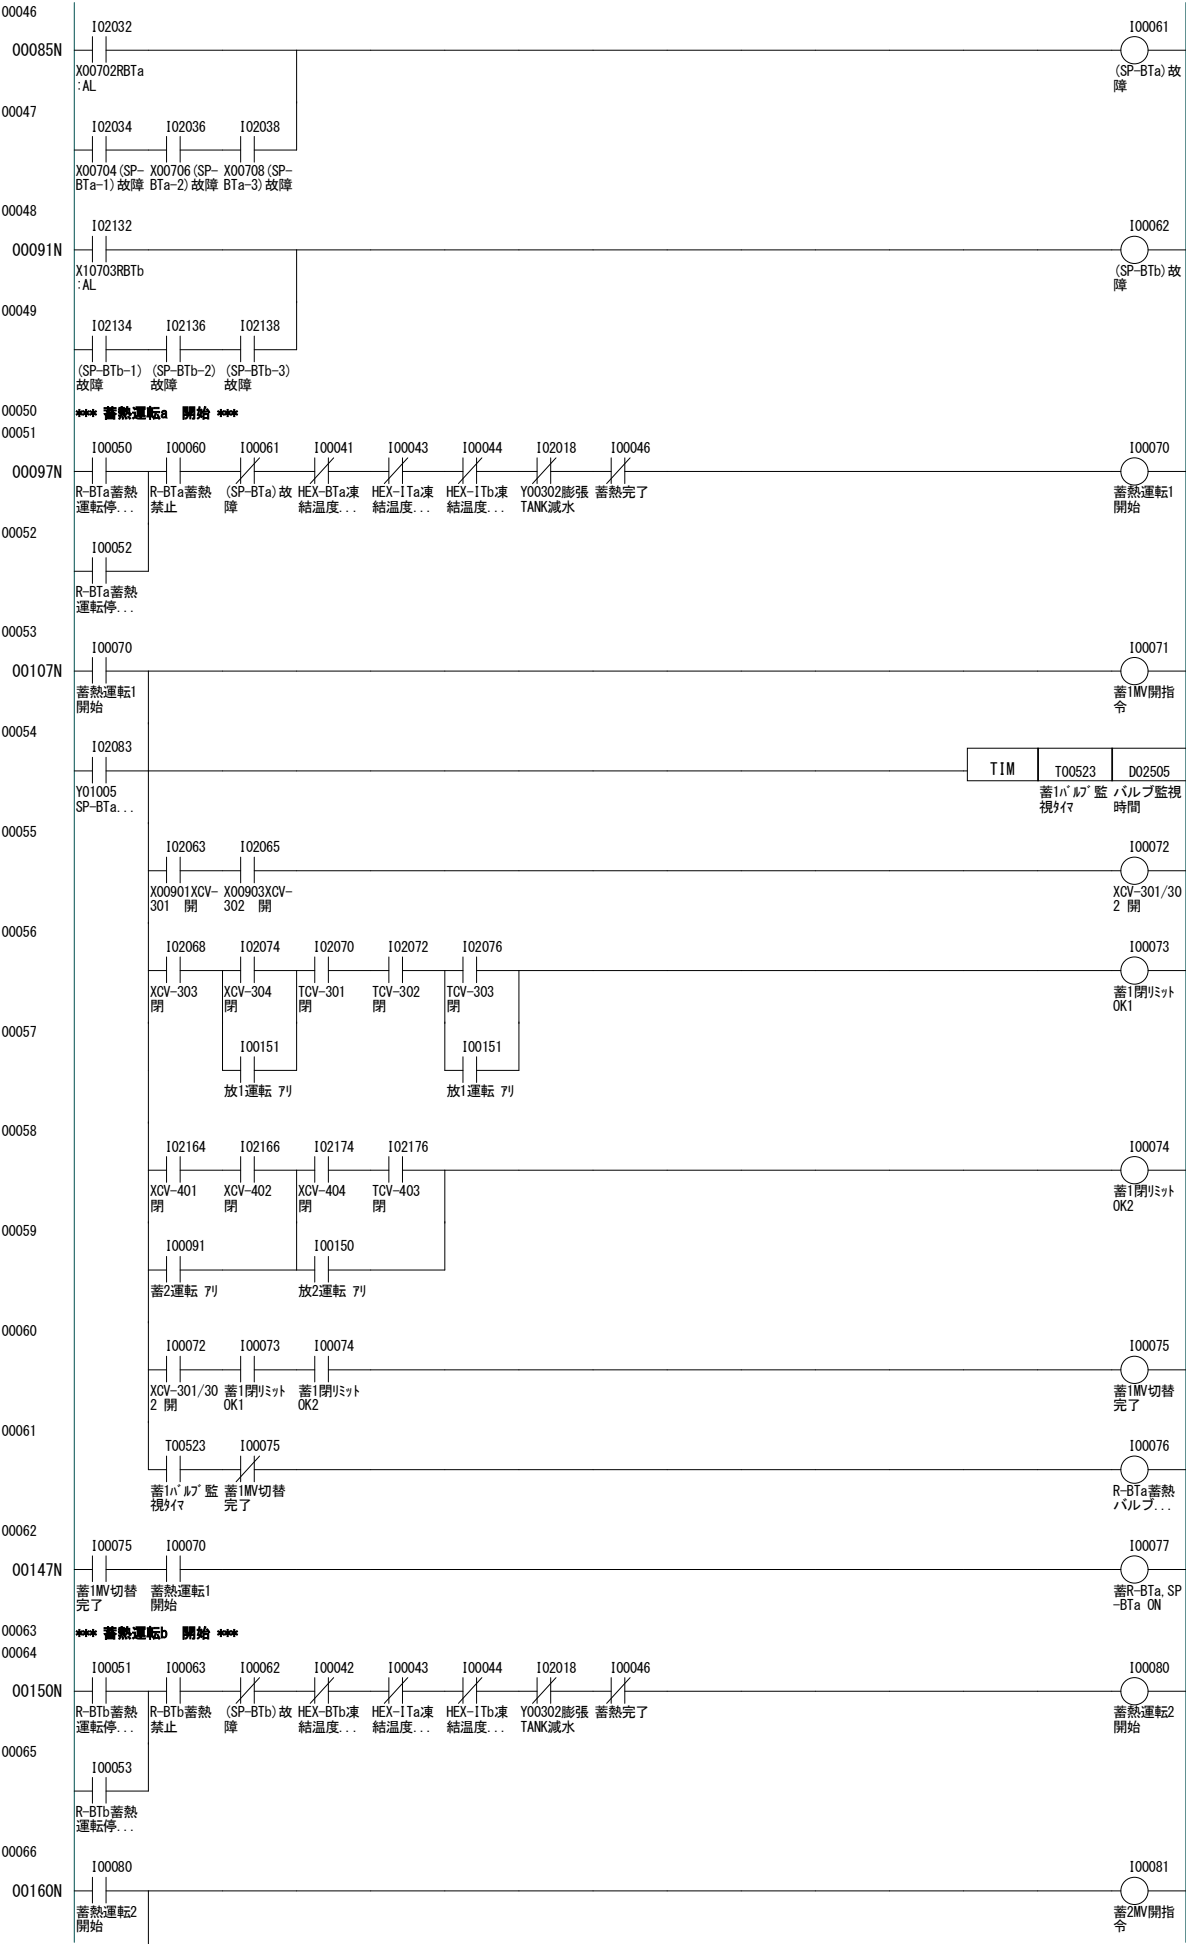 00046
I02032 I00061
00085N
X00702RBTa (SP-BTa)故
:AL 障
00047
I02034 I02036 I02038
X00704(SP- X00706(SP- X00708(SP-
BTa-1)故障 BTa-2)故障 BTa-3)故障
00048
I02132 I00062
00091N
X10703RBTb (SP-BTb)故
:AL 障
00049
I02134 I02136 I02138
(SP-BTb-1) (SP-BTb-2) (SP-BTb-3)
故障 故障 故障
00050 *** 蓄熱運転a 開始 ***
00051
I00050 I00060 I00061 I00041 I00043 I00044 I02018 I00046 I00070
00097N
R-BTa蓄熱 R-BTa蓄熱 (SP-BTa)故 HEX-BTa凍 HEX-ITa凍 HEX-ITb凍 Y00302膨張 蓄熱完了 蓄熱運転1
運転停... 禁止 障 結温度... 結温度... 結温度... TANK減水 開始
00052
I00052
R-BTa蓄熱
運転停...
00053
I00070 I00071
00107N
蓄熱運転1 蓄1MV開指
開始 令
00054
I02083
TIM T00523 D02505
Y01005 蓄1ﾊﾞﾙﾌﾞ監 バルブ監視
SP-BTa... 視ﾀｲﾏ 時間
00055
I02063 I02065 I00072
X00901XCV- X00903XCV- XCV-301/30
301 開 302 開 2 開
00056
I02068 I02074 I02070 I02072 I02076 I00073
XCV-303 XCV-304 TCV-301 TCV-302 TCV-303 蓄1閉ﾘﾐｯﾄ
閉 閉 閉 閉 閉 OK1
00057
I00151 I00151
放1運転 ｱﾘ 放1運転 ｱﾘ
00058
I02164 I02166 I02174 I02176 I00074
XCV-401 XCV-402 XCV-404 TCV-403 蓄1閉ﾘﾐｯﾄ
閉 閉 閉 閉 OK2
00059
I00091 I00150
蓄2運転 ｱﾘ 放2運転 ｱﾘ
00060
I00072 I00073 I00074 I00075
XCV-301/30 蓄1閉ﾘﾐｯﾄ 蓄1閉ﾘﾐｯﾄ 蓄1MV切替
2 開 OK1 OK2 完了
00061
T00523 I00075 I00076
蓄1ﾊﾞﾙﾌﾞ監 蓄1MV切替 R-BTa蓄熱
視ﾀｲﾏ 完了 バルブ...
00062
I00075 I00070 I00077
00147N
蓄1MV切替 蓄熱運転1 蓄R-BTa,SP
完了 開始 -BTa ON
00063 *** 蓄熱運転b 開始 ***
00064
I00051 I00063 I00062 I00042 I00043 I00044 I02018 I00046 I00080
00150N
R-BTb蓄熱 R-BTb蓄熱 (SP-BTb)故 HEX-BTb凍 HEX-ITa凍 HEX-ITb凍 Y00302膨張 蓄熱完了 蓄熱運転2
運転停... 禁止 障 結温度... 結温度... 結温度... TANK減水 開始
00065
I00053
R-BTb蓄熱
運転停...
00066
I00080 I00081
00160N
蓄熱運転2 蓄2MV開指
開始 令